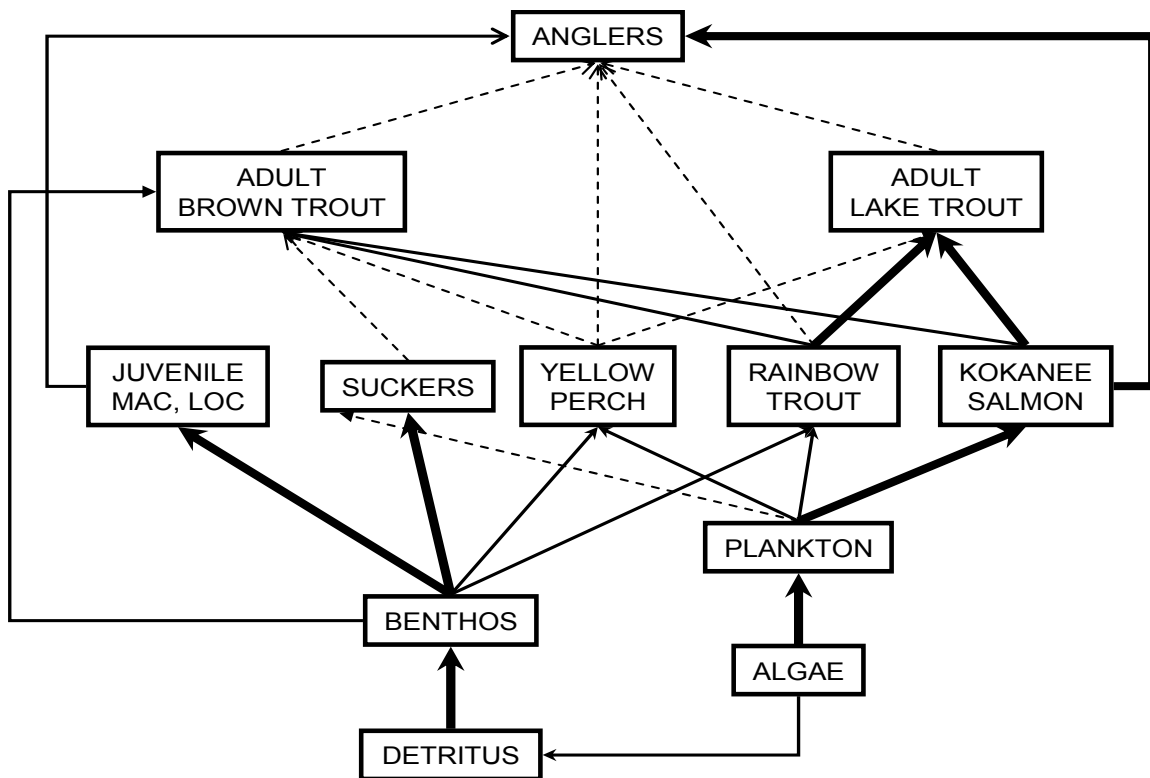 ANGLERS
ADULT
BROWN TROUT
ADULT
LAKE TROUT
JUVENILE
MAC, LOC
SUCKERS
YELLOW
PERCH
RAINBOW
TROUT
KOKANEE
SALMON
PLANKTON
BENTHOS
ALGAE
DETRITUS